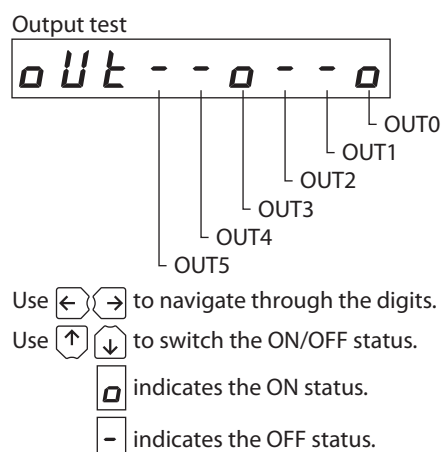 Output test
oUt--o--o
OUT0
OUT1
OUT2
OUT3
OUT4
OUT5
Use ← → to navigate through the digits.
Use ↑ ↓ to switch the ON/OFF status.
o indicates the ON status.
- indicates the OFF status.